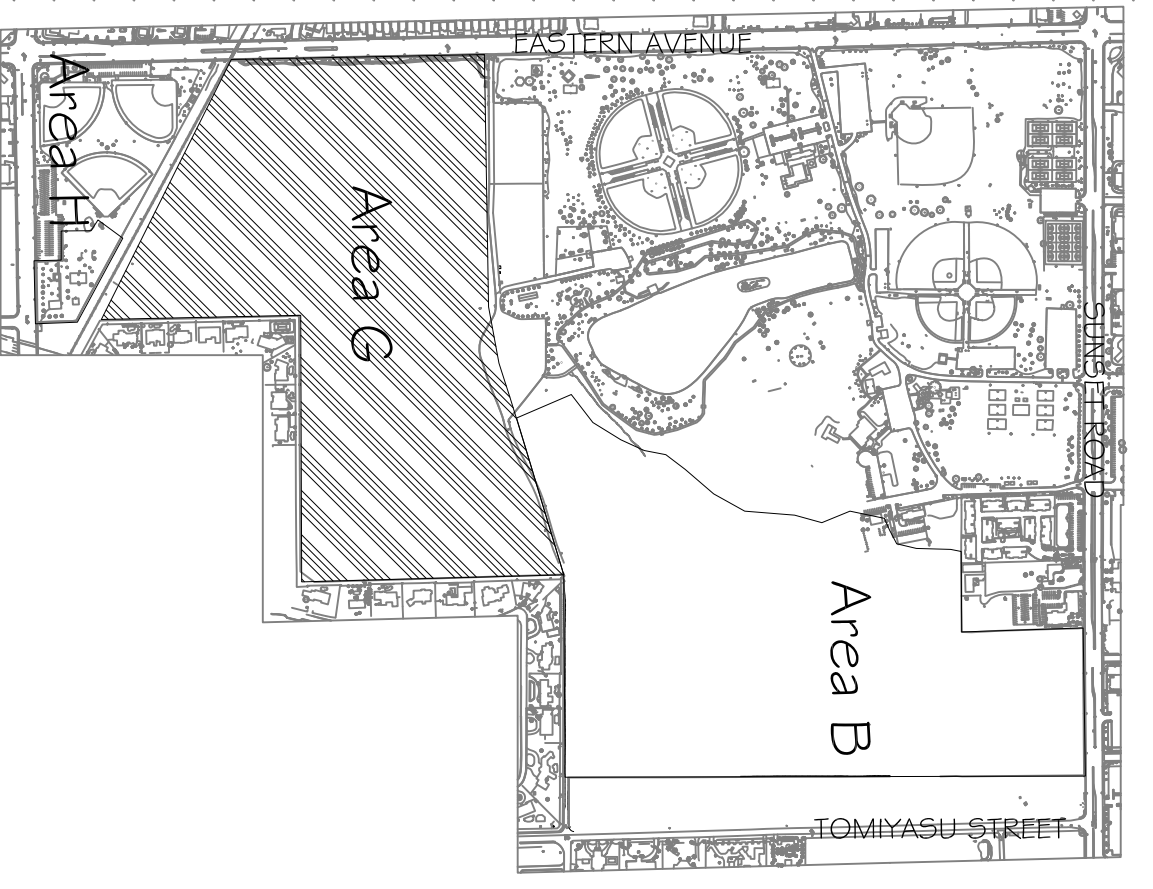 EASTERN AVENUE
Area H
Area G
SUNSET ROAD
Area B
TOMIYASU STREET